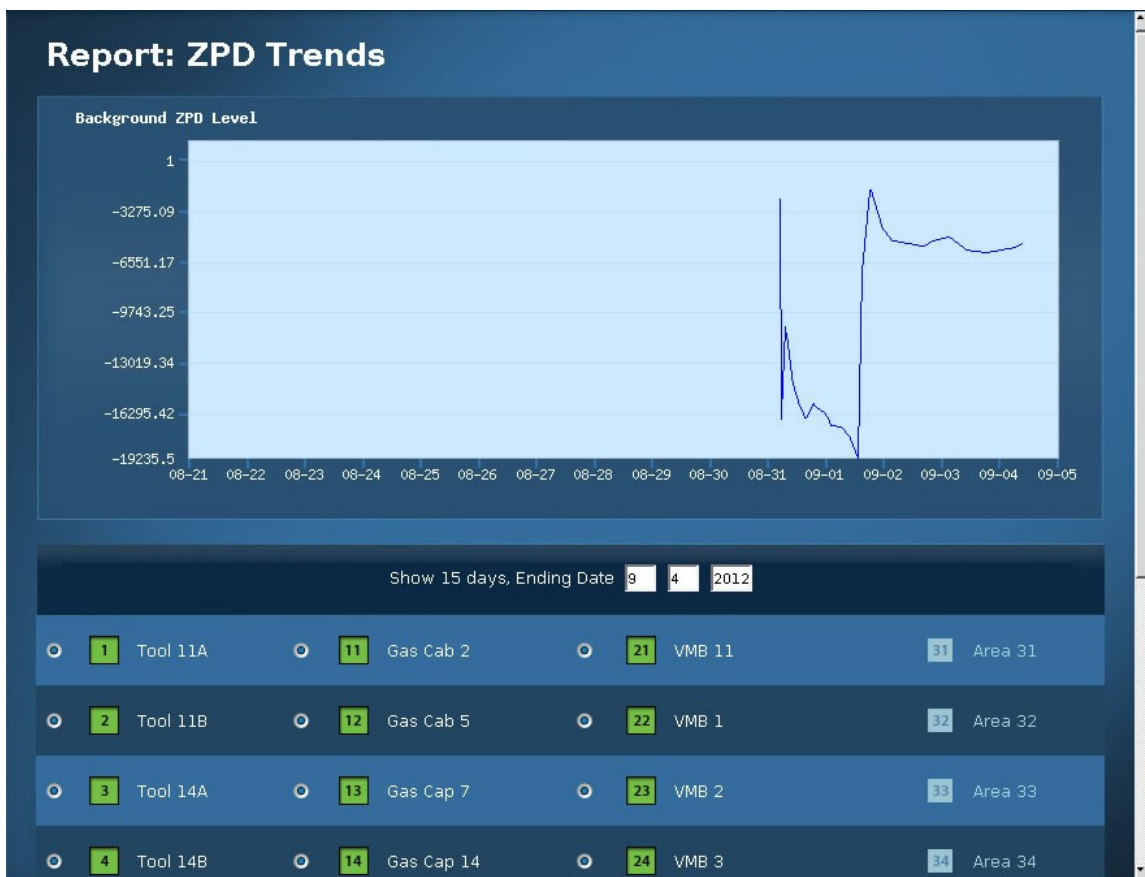 Report: ZPD Trends
Background ZPD Level
1
-3275.09
-6551.17
-9743.25
-13019.34
-16295.42
-19235.5
08-21 08-22 08-23 08-24 08-25 08-26 08-27 08-28 08-29 08-30 08-31 09-01 09-02 09-03 09-04 09-05
Show 15 days, Ending Date 9 4 2012
1 Tool 11A 11 Gas Cab 2 21 VMB 11 31 Area 31
2 Tool 11B 12 Gas Cab 5 22 VMB 1 32 Area 32
3 Tool 14A 13 Gas Cap 7 23 VMB 2 33 Area 33
4 Tool 14B 14 Gas Cap 14 24 VMB 3 34 Area 34